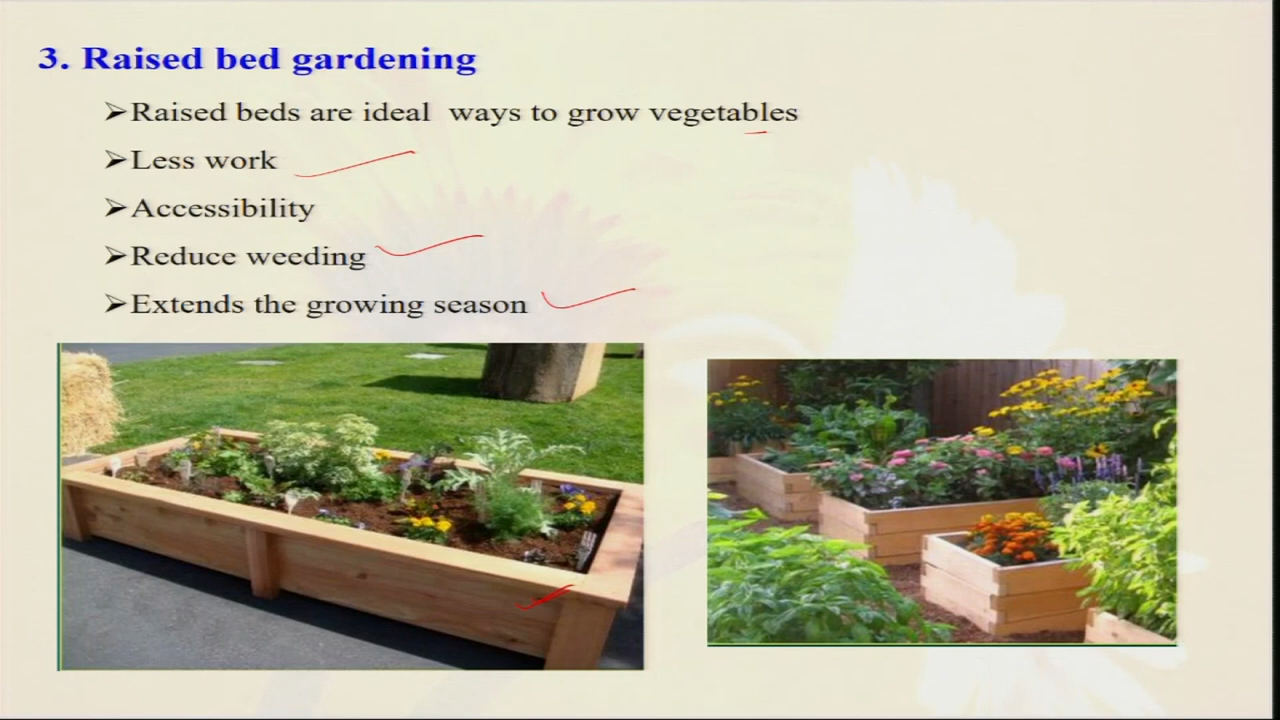 3. Raised bed gardening
➢Raised beds are ideal ways to grow vegetables
➢Less work
➢Accessibility
➢Reduce weeding
➢Extends the growing season